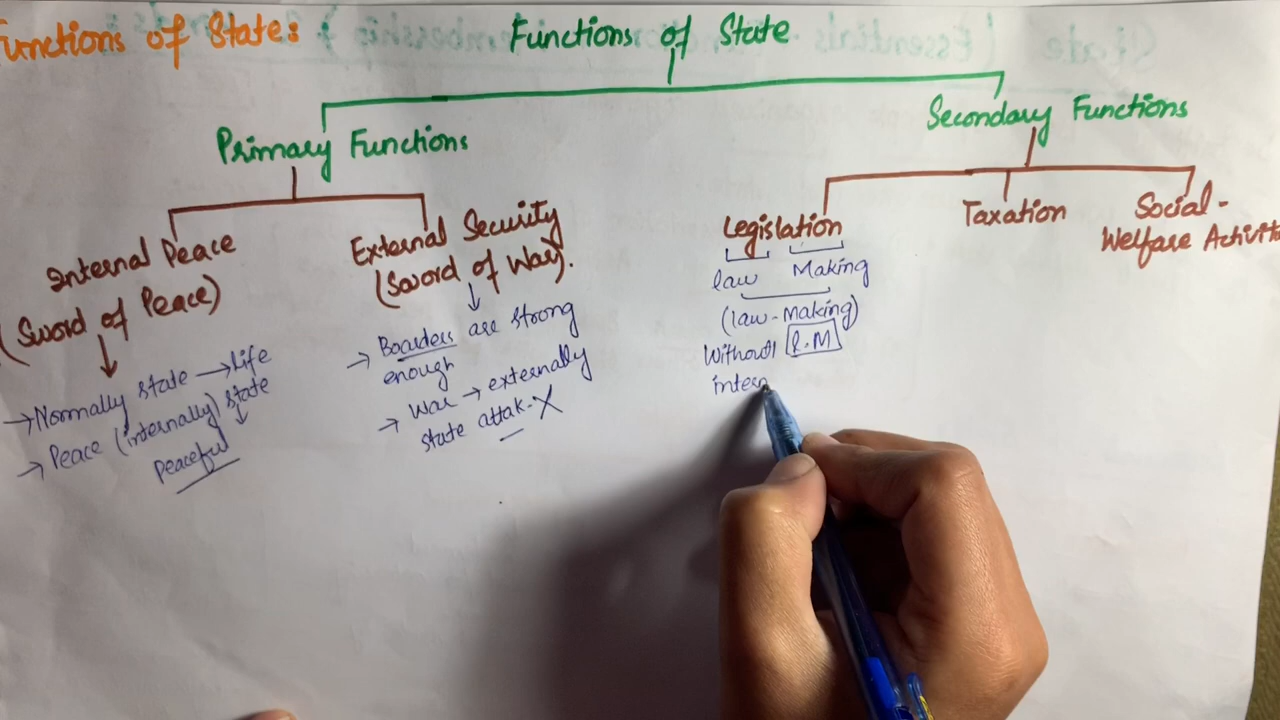 Functions of State:
Functions of State
Primary Functions
Secondary Functions
Internal Peace
(Sword of Peace)
External Security
(Sword of War).
Legislation
Taxation
Social-
Welfare Activit
law Making
(law-Making)
Without l.M
intern
→Normally state →Life
→ Peace (internally) state
Peaceful
→ Boarders are strong
enough
→ War → externally
state attak-X